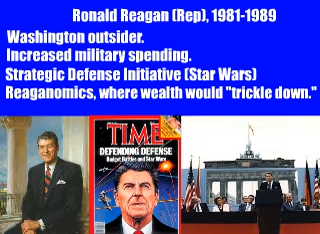 Ronald Reagan (Rep), 1981-1989
Washington outsider.
Increased military spending.
Strategic Defense Initiative (Star Wars)
Reaganomics, where wealth would "trickle down."
TIME
DEFENDING DEFENSE
Budget Battles and Star Wars